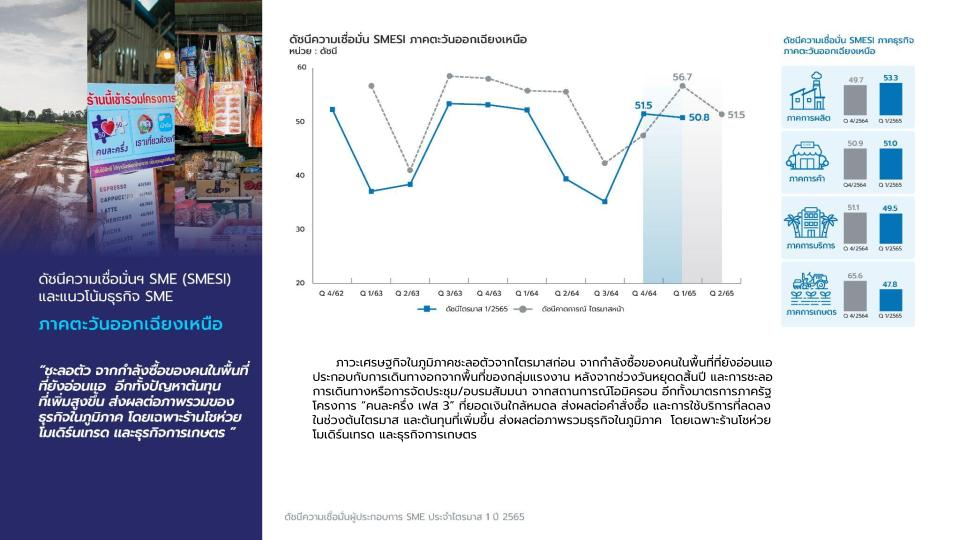 ร้านนี้เข้าร่วมโครงการ
คนละครึ่ง
เราเที่ยวด้วยกัน
ESPRESSO
CAPPUCCINO
LATTE
AMERICANO
MOCHA
CHOCOLATE
COPP
ดัชนีความเชื่อมั่นฯ SME (SMESI)
และแนวโน้มธุรกิจ SME
ภาคตะวันออกเฉียงเหนือ
“ชะลอตัว จากกำลังซื้อของคนในพื้นที่
ที่ยังอ่อนแอ อีกทั้งปัญหาต้นทุน
ที่เพิ่มสูงขึ้น ส่งผลต่อภาพรวมของ
ธุรกิจในภูมิภาค โดยเฉพาะร้านโชห่วย
โมเดิร์นเทรด และธุรกิจการเกษตร ”
ดัชนีความเชื่อมั่น SMESI ภาคตะวันออกเฉียงเหนือ
หน่วย : ดัชนี
60
50
40
30
20
51.5
56.7
50.8
51.5
Q 4/62 Q 1/63 Q 2/63 Q 3/63 Q 4/63 Q 1/64 Q 2/64 Q 3/64 Q 4/64 Q 1/65 Q 2/65
ดัชนีไตรมาส 1/2565 ดัชนีคาดการณ์ ไตรมาสหน้า
ดัชนีความเชื่อมั่น SMESI ภาคธุรกิจ
ภาคตะวันออกเฉียงเหนือ
49.7 53.3
ภาคการผลิต Q 4/2564 Q 1/2565
50.9 51.0
ภาคการค้า Q4/2564 Q 1/2565
51.1 49.5
ภาคการบริการ Q 4/2564 Q 1/2565
65.6 47.8
ภาคการเกษตร Q 4/2564 Q 1/2565
ภาวะเศรษฐกิจในภูมิภาคชะลอตัวจากไตรมาสก่อน จากกำลังซื้อของคนในพื้นที่ที่ยังอ่อนแอ
ประกอบกับการเดินทางออกจากพื้นที่ของกลุ่มแรงงาน หลังจากช่วงวันหยุดสิ้นปี และการชะลอ
การเดินทางหรือการจัดประชุม/อบรมสัมมนา จากสถานการณ์โอมิครอน อีกทั้งมาตรการภาครัฐ
โครงการ “คนละครึ่ง เฟส 3” ที่ยอดเงินใกล้หมด ส่งผลต่อคำสั่งซื้อ และการใช้บริการที่ลดลง
ในช่วงต้นไตรมาส และต้นทุนที่เพิ่มขึ้น ส่งผลต่อภาพรวมธุรกิจในภูมิภาค โดยเฉพาะร้านโชห่วย
โมเดิร์นเทรด และธุรกิจการเกษตร
ดัชนีความเชื่อมั่นผู้ประกอบการ SME ประจำไตรมาส 1 ปี 2565